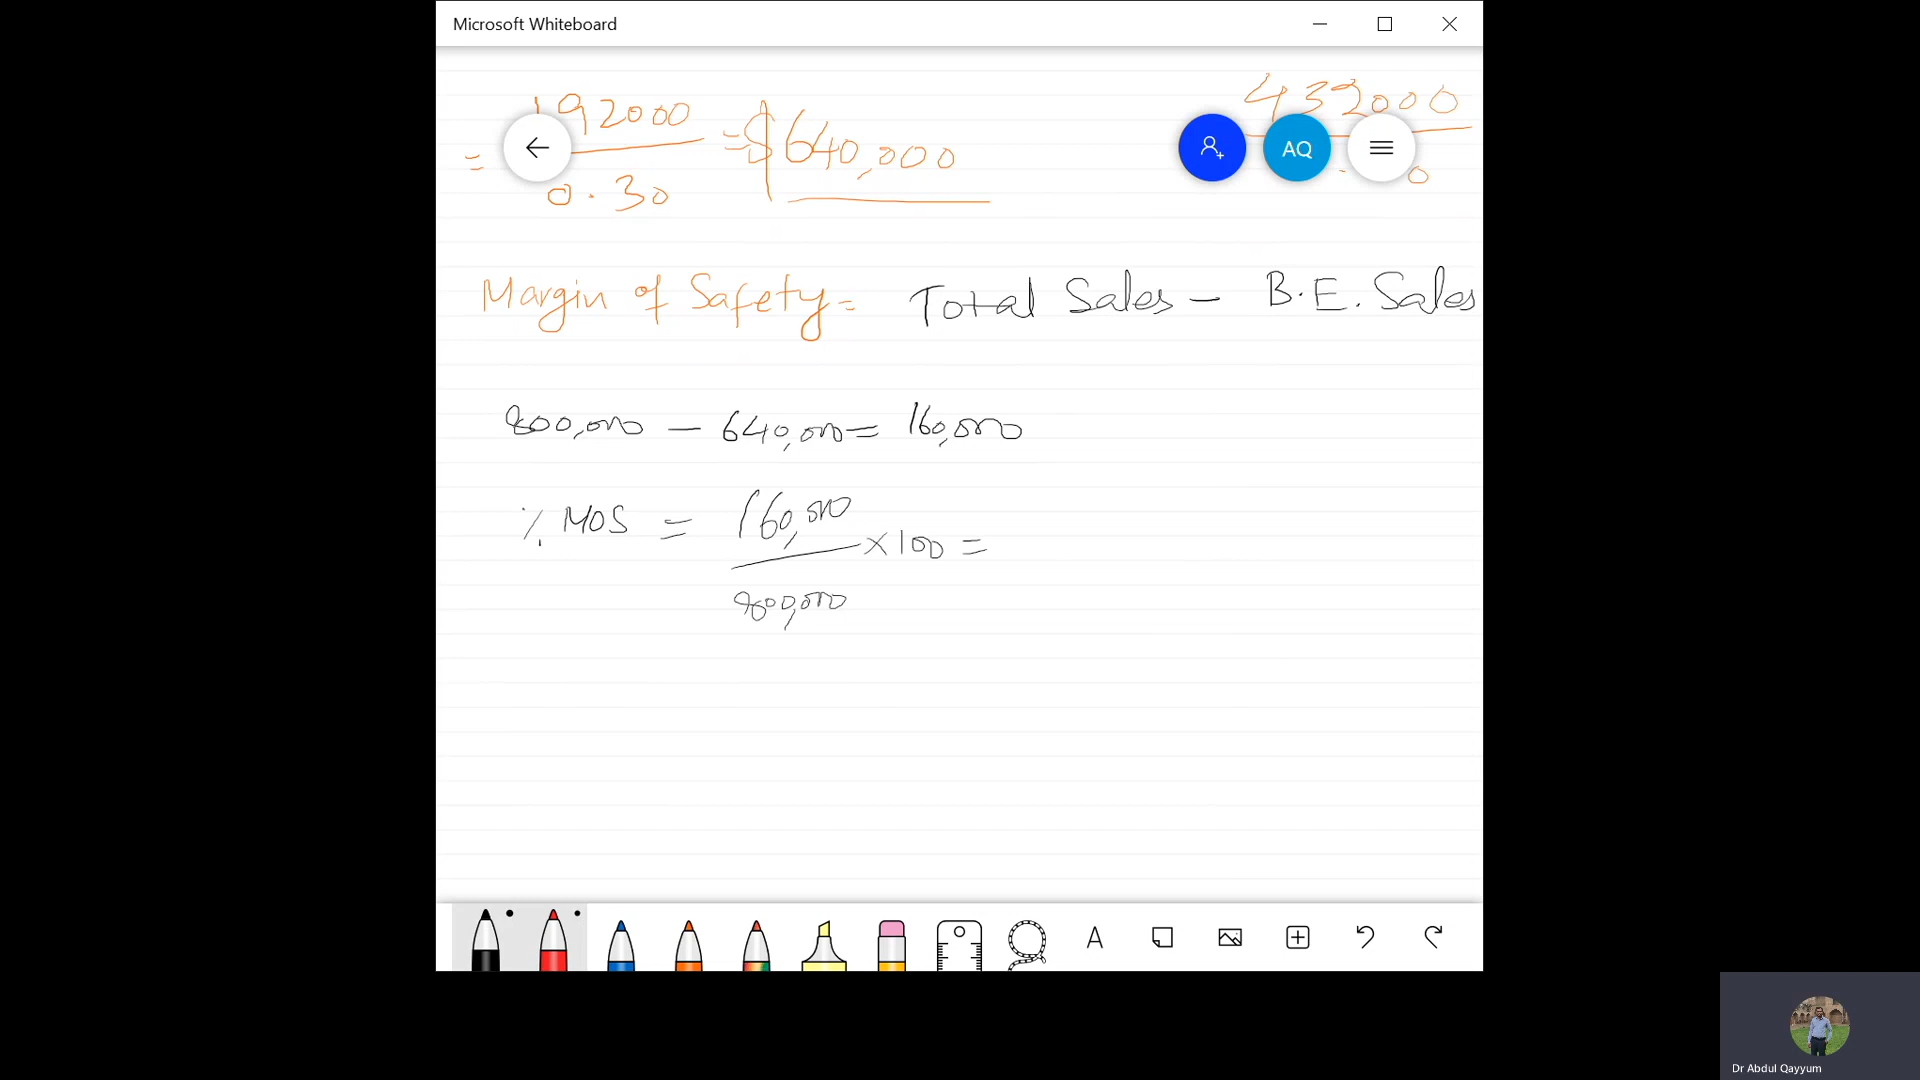 Microsoft Whiteboard
= 192000 / 0.30 = $640,000
432000
0
AQ
Margin of Safety = Total Sales - B.E. Sales
800,000 - 640,000 = 160,000
% MOS = 160,000 / 800,000 × 100 =
A
Dr Abdul Qayyum